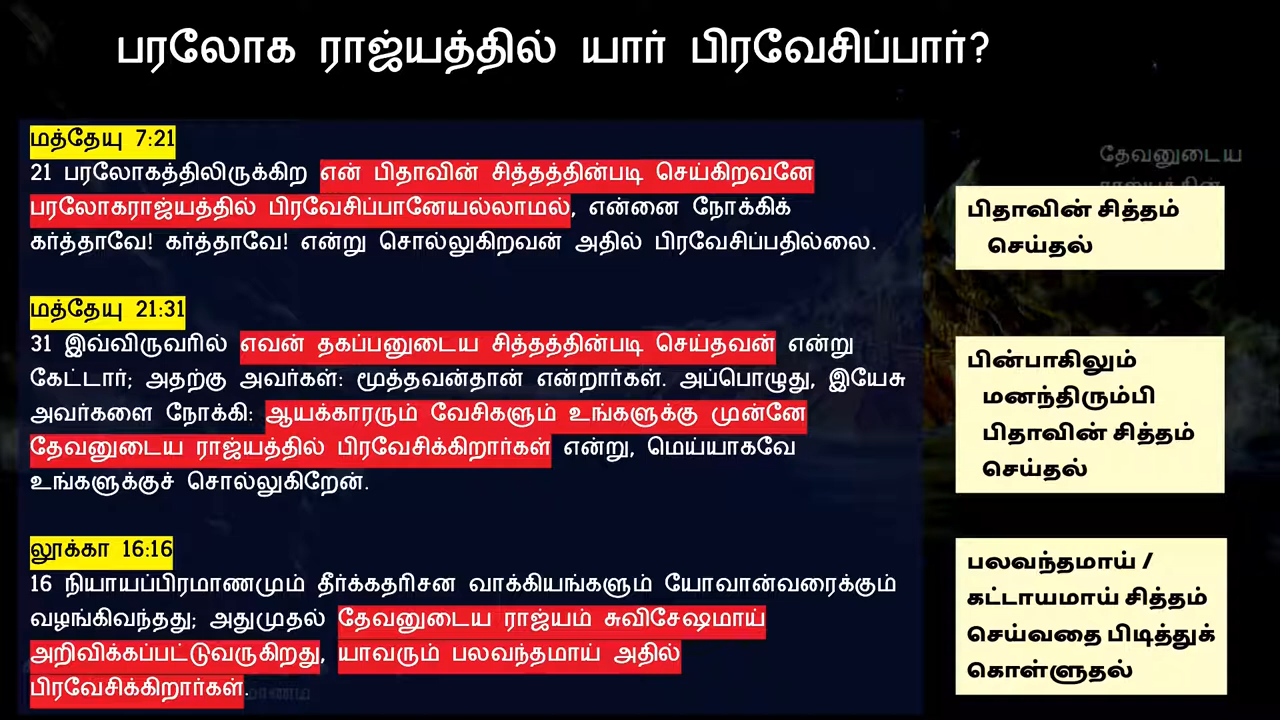 பரலோக ராஜ்யத்தில் யார் பிரவேசிப்பார்?
மத்தேயு 7:21
21 பரலோகத்திலிருக்கிற என் பிதாவின் சித்தத்தின்படி செய்கிறவனே
பரலோகராஜ்யத்தில் பிரவேசிப்பானேயல்லாமல், என்னை நோக்கிக்
கர்த்தாவே! கர்த்தாவே! என்று சொல்லுகிறவன் அதில் பிரவேசிப்பதில்லை.
மத்தேயு 21:31
31 இவ்விருவரில் எவன் தகப்பனுடைய சித்தத்தின்படி செய்தவன் என்று
கேட்டார்; அதற்கு அவர்கள்: மூத்தவன்தான் என்றார்கள். அப்பொழுது, இயேசு
அவர்களை நோக்கி: ஆயக்காரரும் வேசிகளும் உங்களுக்கு முன்னே
தேவனுடைய ராஜ்யத்தில் பிரவேசிக்கிறார்கள் என்று, மெய்யாகவே
உங்களுக்குச் சொல்லுகிறேன்.
லூக்கா 16:16
16 நியாயப்பிரமாணமும் தீர்க்கதரிசன வாக்கியங்களும் யோவான்வரைக்கும்
வழங்கிவந்தது; அதுமுதல் தேவனுடைய ராஜ்யம் சுவிசேஷமாய்
அறிவிக்கப்பட்டுவருகிறது, யாவரும் பலவந்தமாய் அதில்
பிரவேசிக்கிறார்கள்.
தேவனுடைய
ராஜ்யத்தின்
பிதாவின் சித்தம்
செய்தல்
பின்பாகிலும்
மனந்திரும்பி
பிதாவின் சித்தம்
செய்தல்
பலவந்தமாய் /
கட்டாயமாய் சித்தம்
செய்வதை பிடித்துக்
கொள்ளுதல்